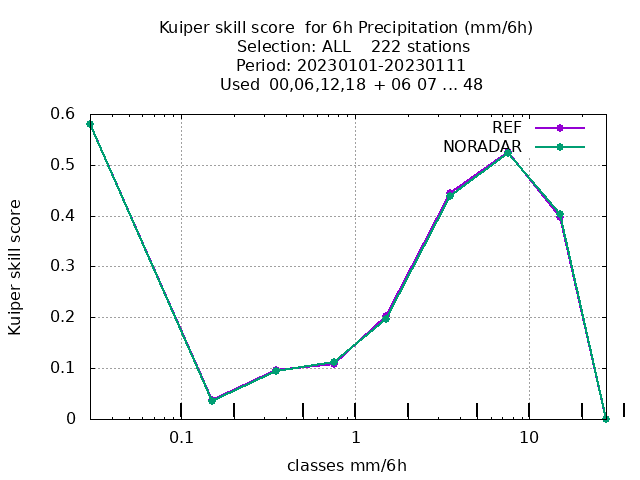 Kuiper skill score  for 6h Precipitation (mm/6h)
Selection: ALL    222 stations
Period: 20230101-20230111
Used  00,06,12,18  + 06 07 ... 48
REF
NORADAR
0.6
0.5
0.4
0.3
0.2
0.1
0
Kuiper skill score
0.1
1
10
classes mm/6h